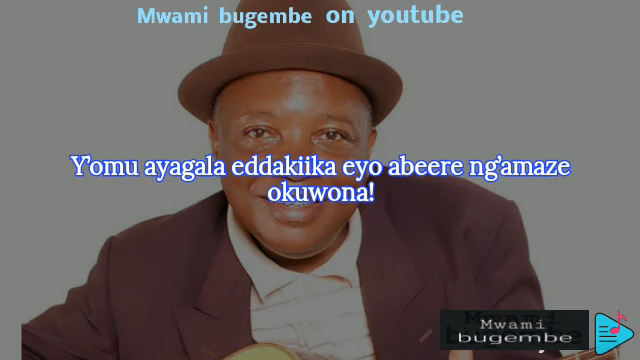 Mwami bugembe on youtube
Y'omu ayagala eddakiika eyo abeere ng'amaze
okuwona!
Mwami
bugembe